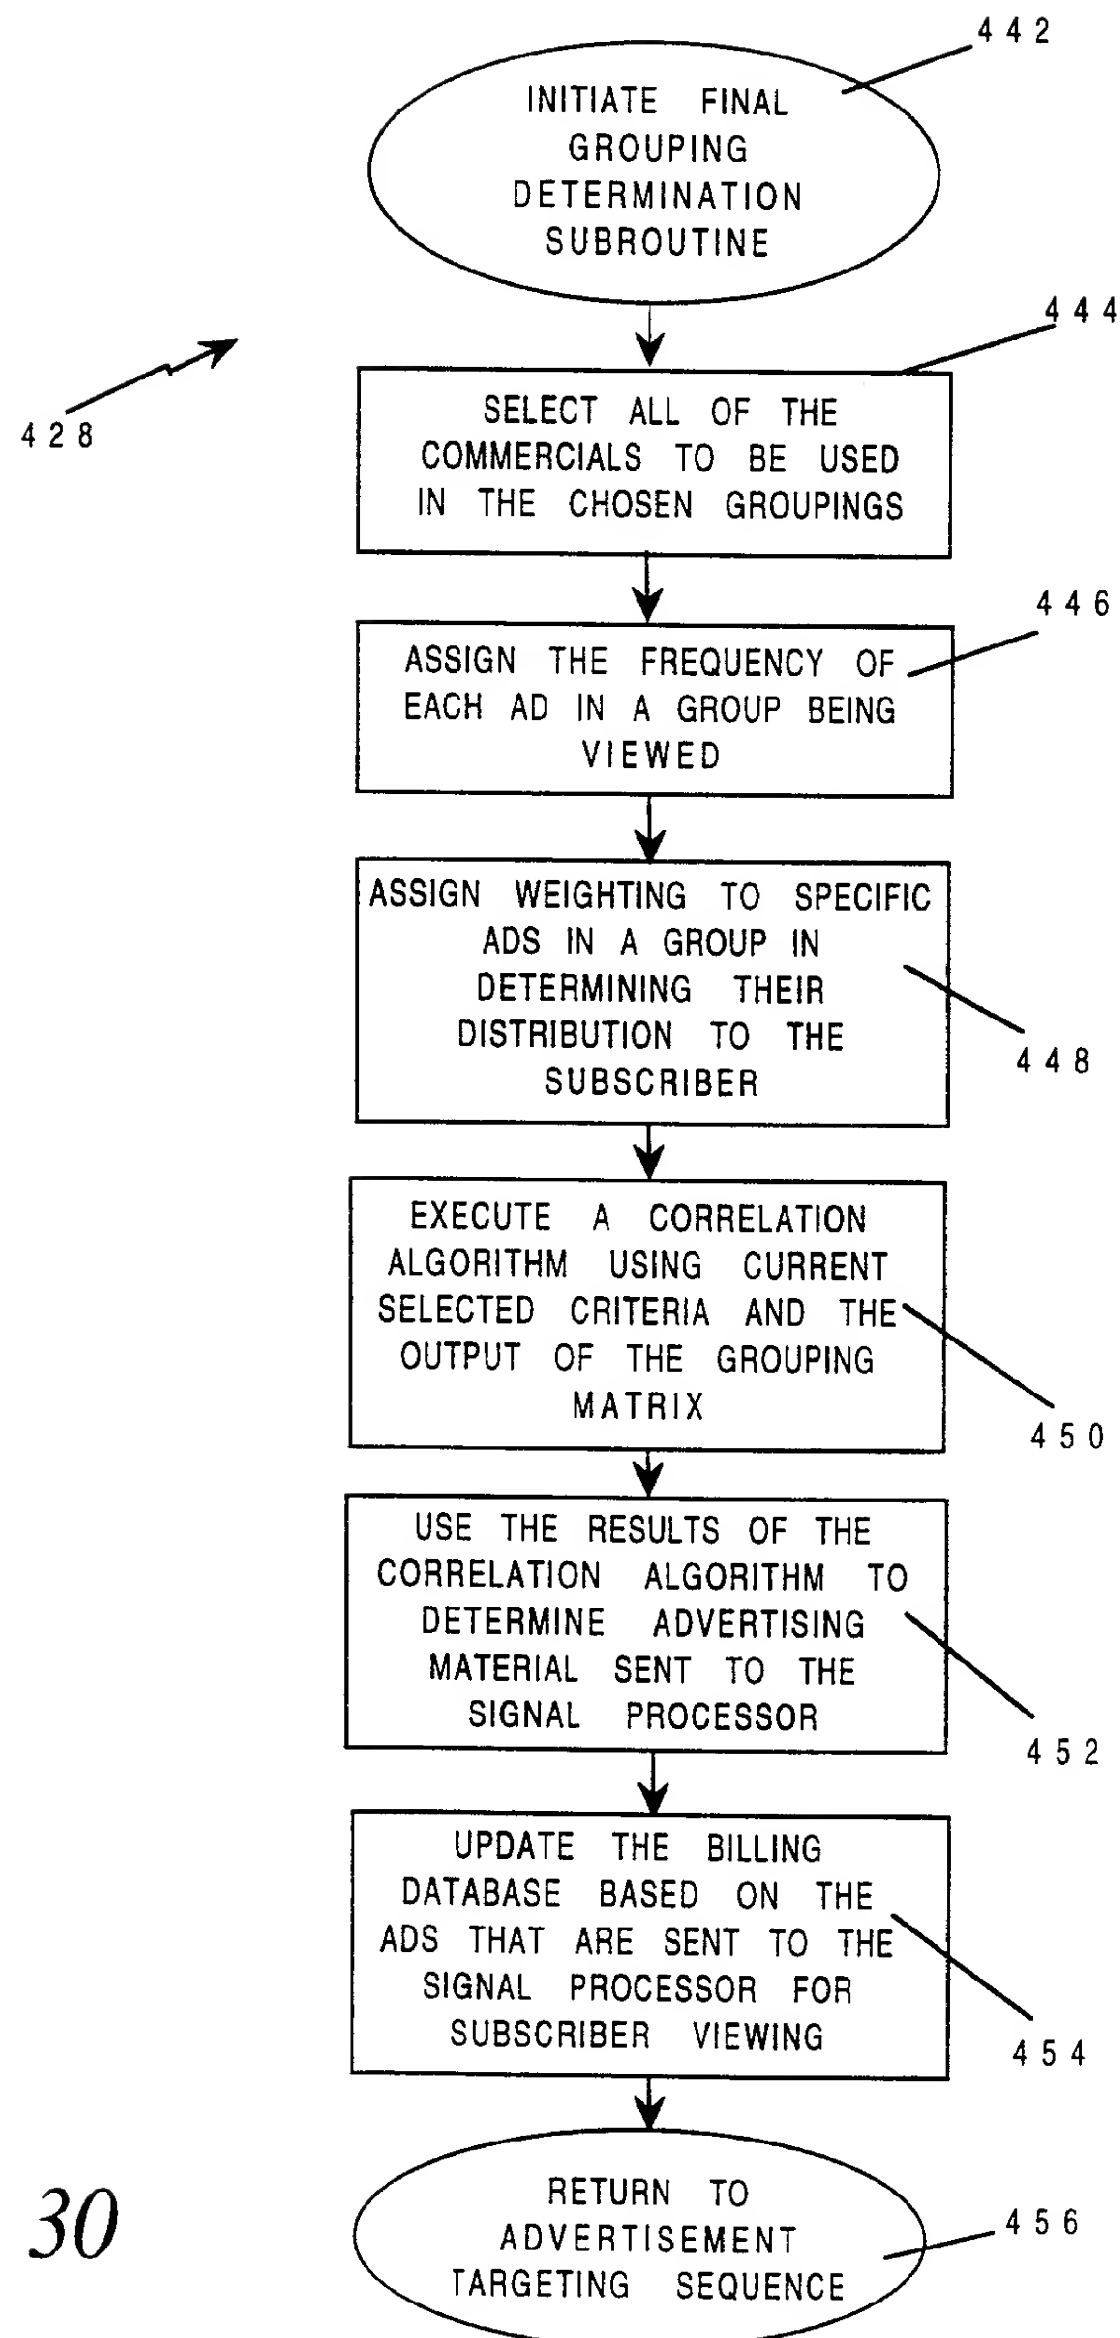 442
INITIATE FINAL
GROUPING
DETERMINATION
SUBROUTINE
444
428
SELECT ALL OF THE
COMMERCIALS TO BE USED
IN THE CHOSEN GROUPINGS
446
ASSIGN THE FREQUENCY OF
EACH AD IN A GROUP BEING
VIEWED
ASSIGN WEIGHTING TO SPECIFIC
ADS IN A GROUP IN
DETERMINING THEIR
DISTRIBUTION TO THE
SUBSCRIBER
448
EXECUTE A CORRELATION
ALGORITHM USING CURRENT
SELECTED CRITERIA AND THE
OUTPUT OF THE GROUPING
MATRIX
450
USE THE RESULTS OF THE
CORRELATION ALGORITHM TO
DETERMINE ADVERTISING
MATERIAL SENT TO THE
SIGNAL PROCESSOR
452
UPDATE THE BILLING
DATABASE BASED ON THE
ADS THAT ARE SENT TO THE
SIGNAL PROCESSOR FOR
SUBSCRIBER VIEWING
454
RETURN TO
ADVERTISEMENT
TARGETING SEQUENCE
456
30